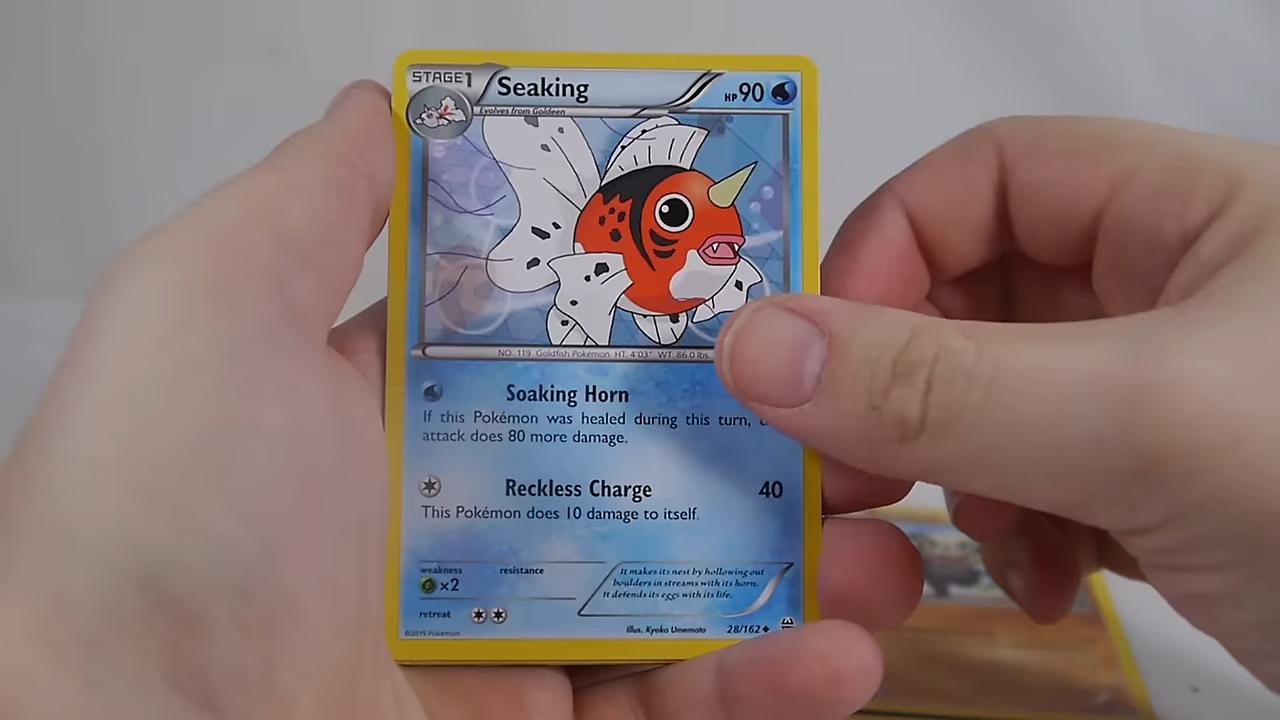 STAGE1
Seaking
HP 90
Evolves from Goldeen
NO. 119 Goldfish Pokémon HT: 4'03" WT: 86.0 lbs
Soaking Horn
If this Pokémon was healed during this turn,
attack does 80 more damage.
Reckless Charge 40
This Pokémon does 10 damage to itself.
weakness resistance
×2
It makes its nest by hollowing out
boulders in streams with its horn.
It defends its eggs with its life.
retreat
©2015 Pokémon
Illus. Kyoko Umemoto 28/162